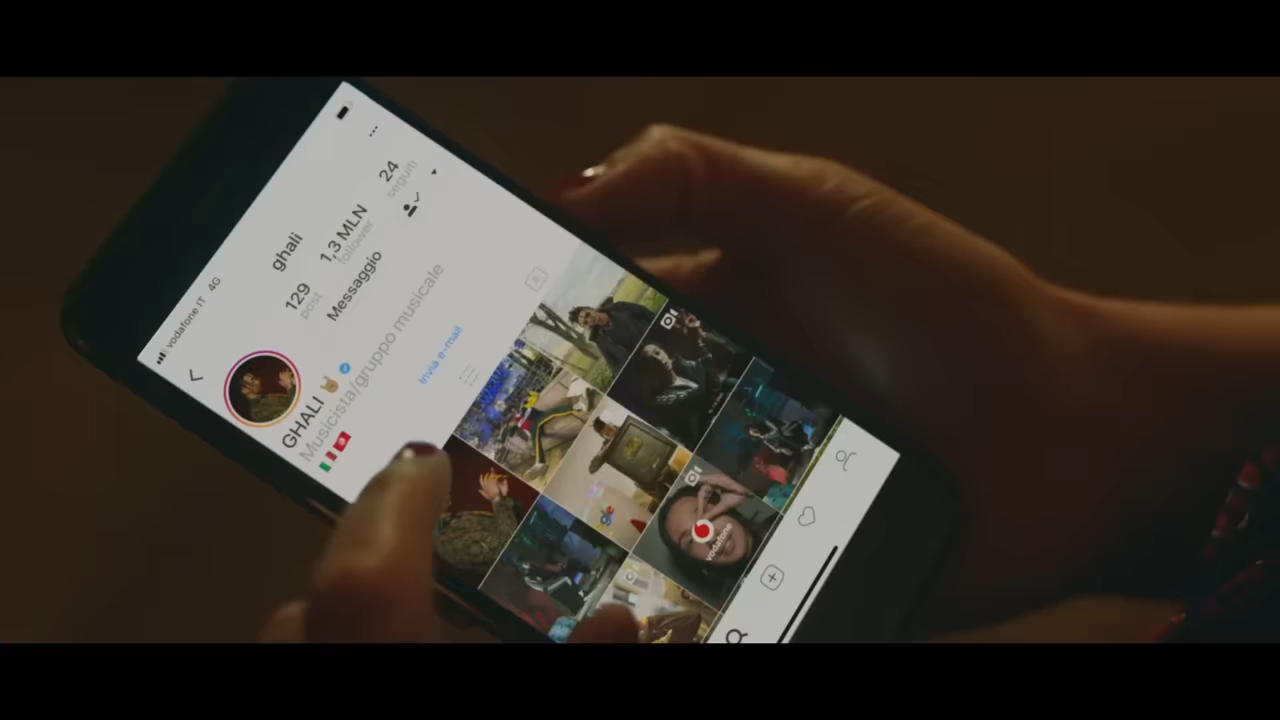 vodafone IT 4G
ghali
129
1,3 MLN
24
post
follower
seguiti
Messaggio
GHALI
Musicista/gruppo musicale
Invia e-mail
vodafone